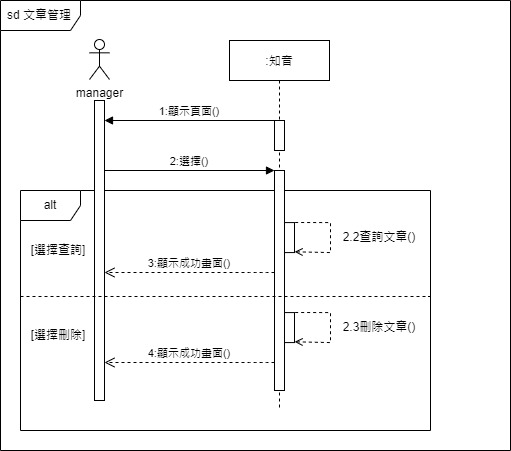 sd 文章管理
manager
:知音
1:顯示頁面()
2:選擇()
alt
2.2查詢文章()
[選擇查詢]
3:顯示成功畫面()
2.3刪除文章()
[選擇刪除]
4:顯示成功畫面()